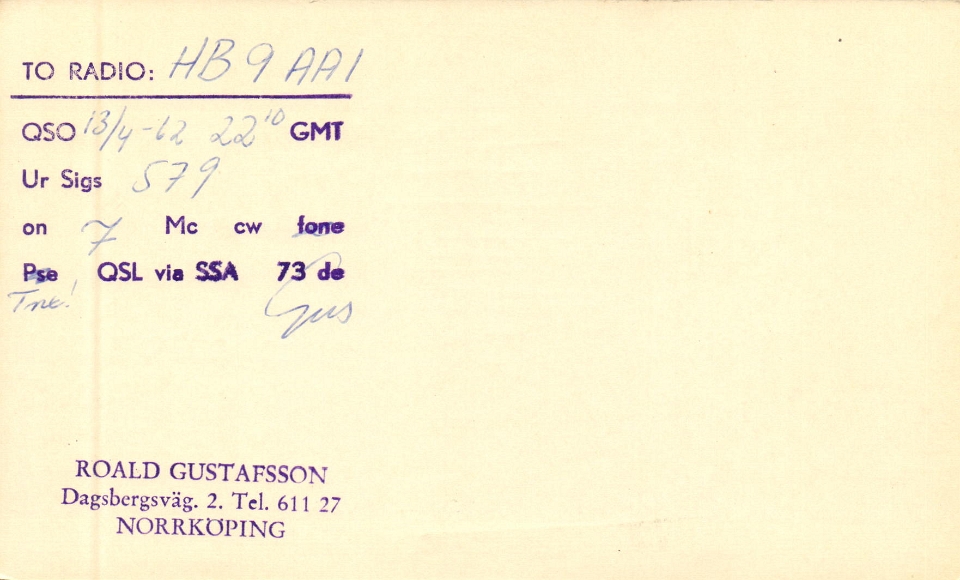 TO RADIO: HB9AAI
QSO 13/4-62 22¹⁰ GMT
Ur Sigs 579
on 7 Mc cw fone
Pse QSL via SSA 73 de
Tnx! Gus
ROALD GUSTAFSSON
Dagsbergsväg. 2. Tel. 611 27
NORRKÖPING